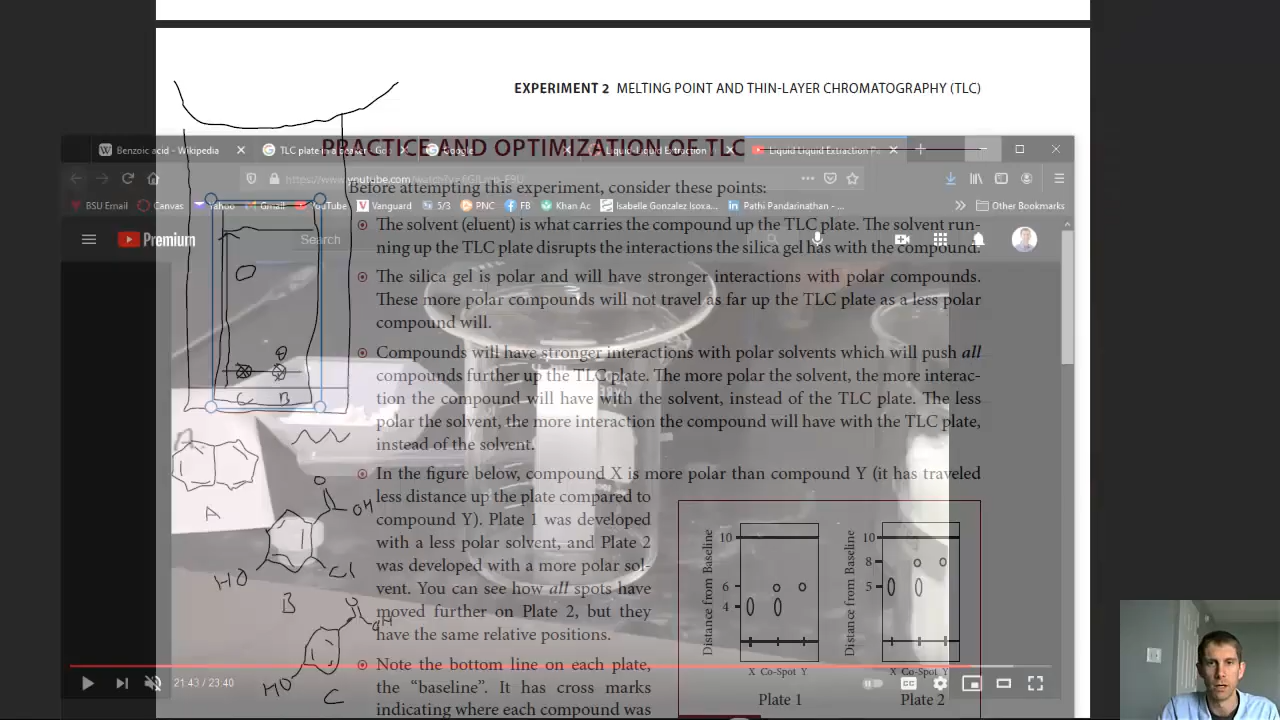 EXPERIMENT 2 MELTING POINT AND THIN-LAYER CHROMATOGRAPHY (TLC)
PRACTICE AND OPTIMIZATION OF TLC
Benzoic acid - Wikipedia
TLC plate in a beaker
Google
Liquid-Liquid Extraction
Liquid Liquid Extraction
https://www.youtube.com/watch
Before attempting this experiment, consider these points:
BSU Email
Canvas
Gmail
YouTube
Vanguard
5/3
PNC
FB
Khan Ac
Isabelle Gonzalez Isoxa...
Pathi Pandarinathan - ...
Other Bookmarks
Premium
Search
The solvent (eluent) is what carries the compound up the TLC plate. The solvent run-
ning up the TLC plate disrupts the interactions the silica gel has with the compound.
The silica gel is polar and will have stronger interactions with polar compounds.
These more polar compounds will not travel as far up the TLC plate as a less polar
compound will.
Compounds will have stronger interactions with polar solvents which will push all
compounds further up the TLC plate. The more polar the solvent, the more interac-
tion the compound will have with the solvent, instead of the TLC plate. The less
polar the solvent, the more interaction the compound will have with the TLC plate,
instead of the solvent.
In the figure below, compound X is more polar than compound Y (it has traveled
less distance up the plate compared to
compound Y). Plate 1 was developed
with a less polar solvent, and Plate 2
was developed with a more polar sol-
vent. You can see how all spots have
moved further on Plate 2, but they
have the same relative positions.
Note the bottom line on each plate,
the “baseline”. It has cross marks
indicating where each compound was
Distance from Baseline
10
6
4
X Co-Spot Y
Plate 1
Distance from Baseline
10
8
5
X Co-Spot Y
Plate 2
C B
A
O
OH
HO
Cl
B
O
OH
HO
C
21:43 / 23:40